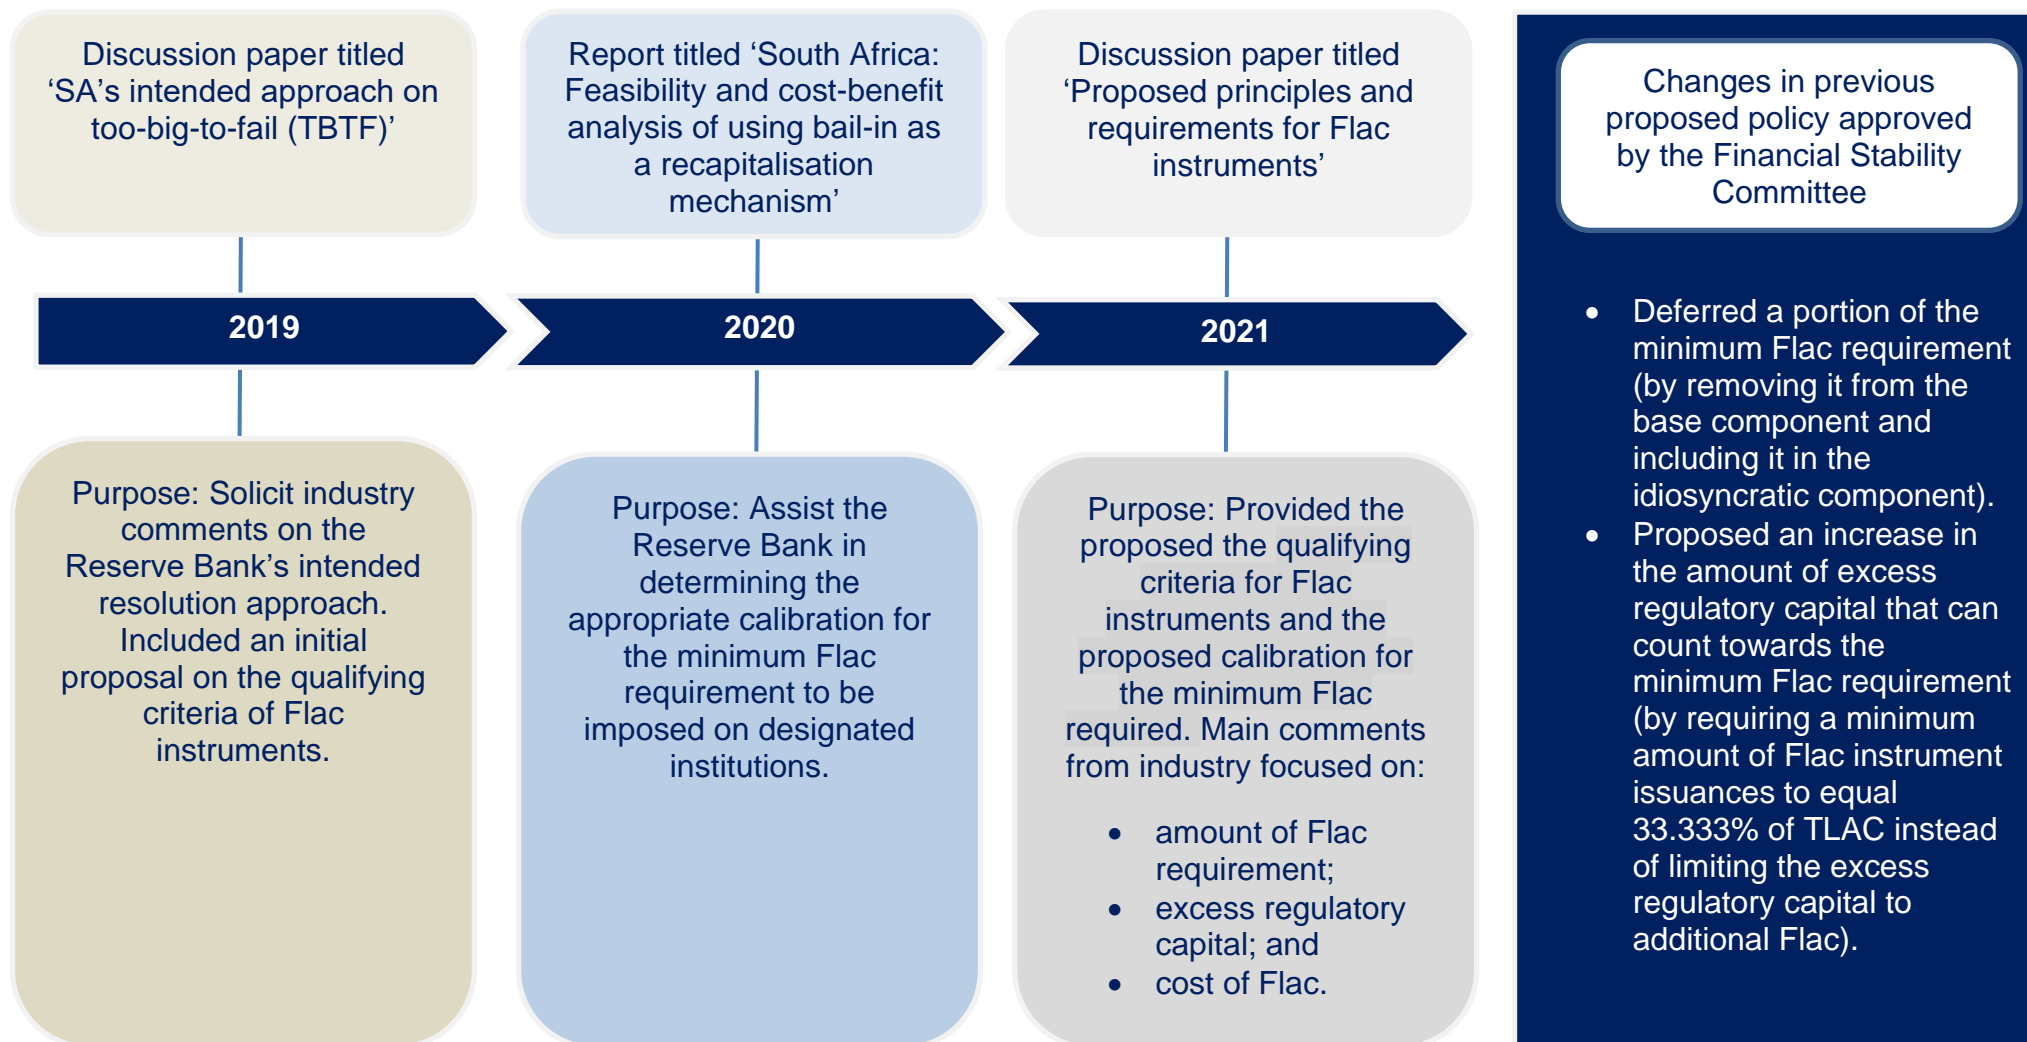 Discussion paper titled
‘SA’s intended approach on
too-big-to-fail (TBTF)’
2019
Purpose: Solicit industry
comments on the
Reserve Bank’s intended
resolution approach.
Included an initial
proposal on the qualifying
criteria of Flac
instruments.
Report titled ‘South Africa:
Feasibility and cost-benefit
analysis of using bail-in as
a recapitalisation
mechanism’
2020
Purpose: Assist the
Reserve Bank in
determining the
appropriate calibration for
the minimum Flac
requirement to be
imposed on designated
institutions.
Discussion paper titled
‘Proposed principles and
requirements for Flac
instruments’
2021
Purpose: Provided the
proposed the qualifying
criteria for Flac
instruments and the
proposed calibration for
the minimum Flac
required. Main comments
from industry focused on:
• amount of Flac
requirement;
• excess regulatory
capital; and
• cost of Flac.
Changes in previous
proposed policy approved
by the Financial Stability
Committee
• Deferred a portion of the
minimum Flac requirement
(by removing it from the
base component and
including it in the
idiosyncratic component).
• Proposed an increase in
the amount of excess
regulatory capital that can
count towards the
minimum Flac requirement
(by requiring a minimum
amount of Flac instrument
issuances to equal
33.333% of TLAC instead
of limiting the excess
regulatory capital to
additional Flac).